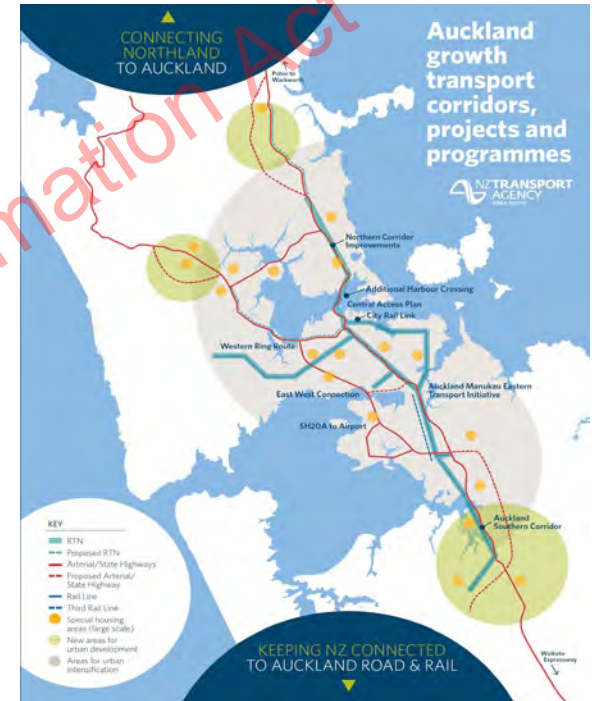 CONNECTING
NORTHLAND
TO AUCKLAND
Auckland
growth
transport
corridors,
projects and
programmes
NZTRANSPORT
AGENCY
mation Act
Puhoi to
Warkworth
Northern Corridor
Improvements
Additional Harbour Crossing
Central Access Plan
City Rail Link
Western Ring Route
East West Connection
Auckland Manukau Eastern
Transport Initiative
SH20A to Airport
Auckland
Southern Corridor
KEY
RTN
Proposed RTN
Arterial/State Highways
Proposed Arterial/
State Highway
Rail Line
Third Rail Line
Special housing
areas (large scale)
New areas for
urban development
Areas for urban
intensification
Waikato
Expressway
KEEPING NZ CONNECTED
TO AUCKLAND ROAD & RAIL